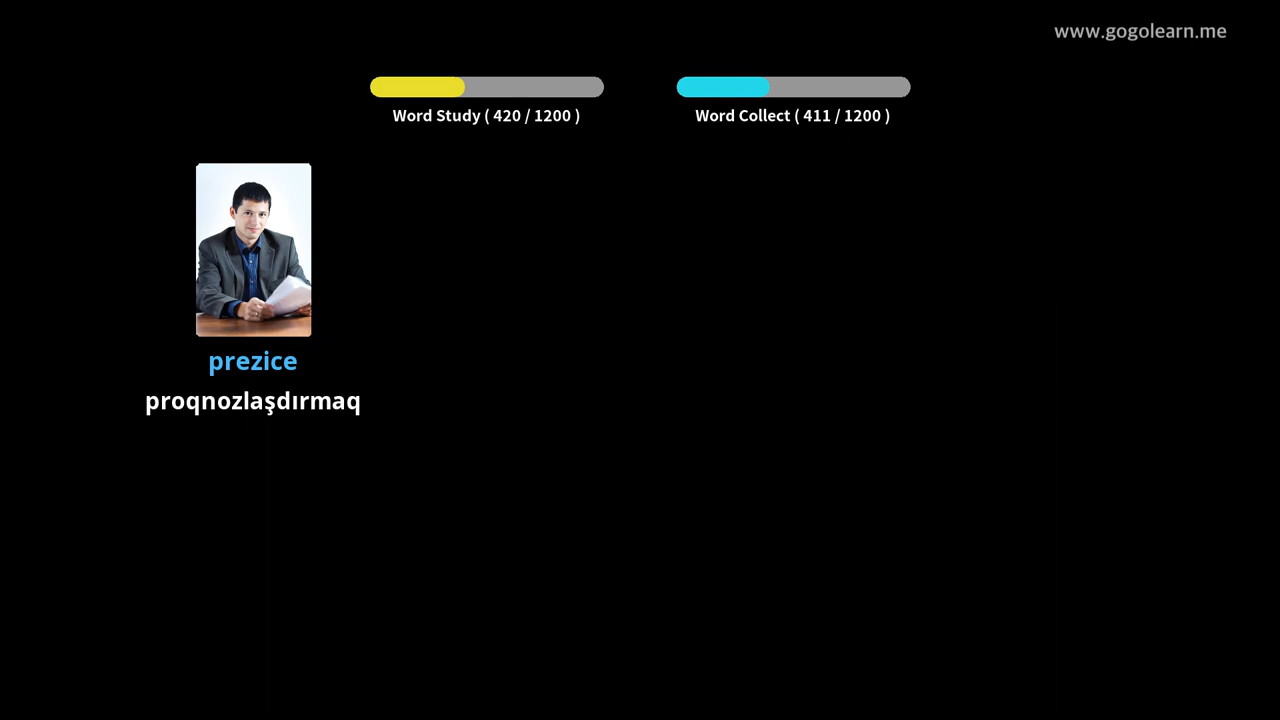 www.gogolearn.me
Word Study ( 420 / 1200 )
Word Collect ( 411 / 1200 )
prezice
proqnozlaşdırmaq